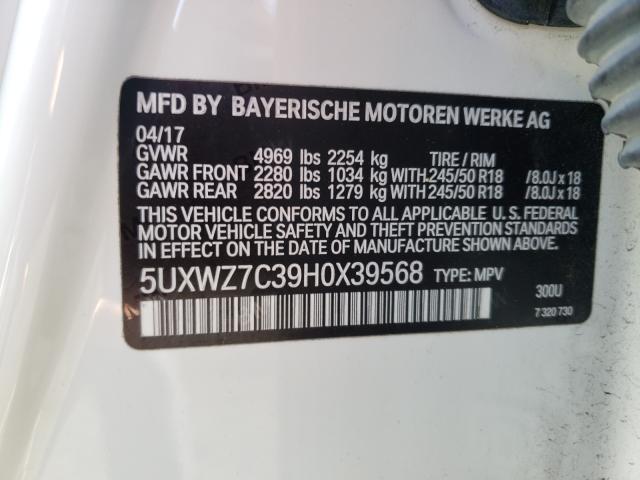 MFD BY BAYERISCHE MOTOREN WERKE AG
04/17
GVWR 4969 lbs 2254 kg TIRE / RIM
GAWR FRONT 2280 lbs 1034 kg WITH 245/50 R18 /8.0J x 18
GAWR REAR 2820 lbs 1279 kg WITH 245/50 R18 /8.0J x 18
THIS VEHICLE CONFORMS TO ALL APPLICABLE U. S. FEDERAL
MOTOR VEHICLE SAFETY AND THEFT PREVENTION STANDARDS
IN EFFECT ON THE DATE OF MANUFACTURE SHOWN ABOVE.
5UXWZ7C39H0X39568 TYPE: MPV
300U
7 320 730